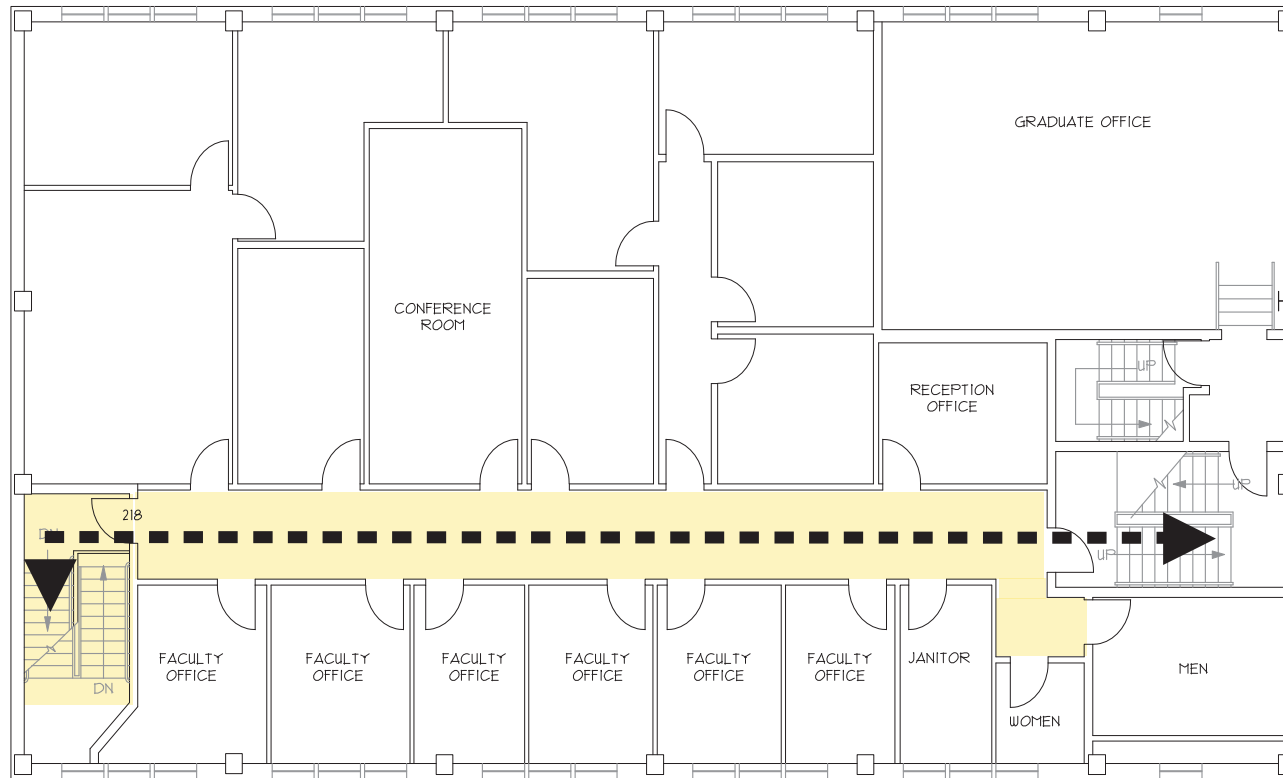 GRADUATE OFFICE
CONFERENCE
ROOM
UP
RECEPTION
OFFICE
UP
218
DN
UP
FACULTY
OFFICE
FACULTY
OFFICE
FACULTY
OFFICE
FACULTY
OFFICE
FACULTY
OFFICE
FACULTY
OFFICE
JANITOR
MEN
DN
WOMEN